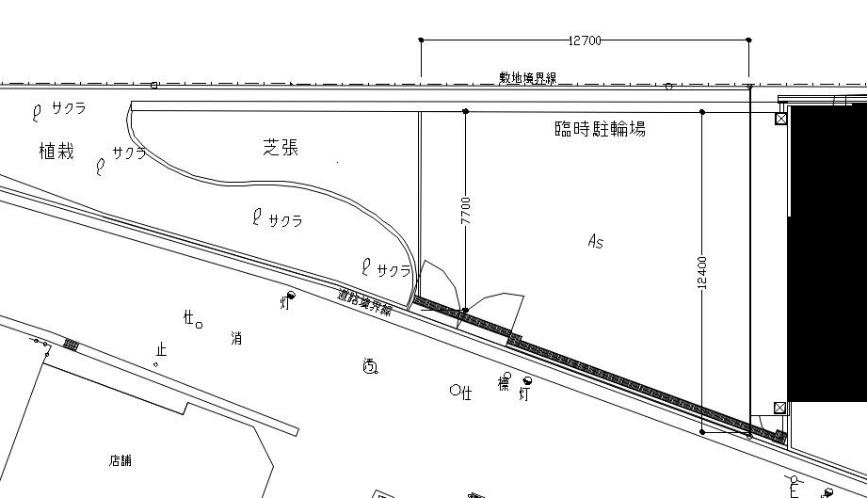 12700
敷地境界線
サクラ
臨時駐輪場
植栽
サクラ
芝張
サクラ
7700
As
サクラ
12400
道路境界線
灯
仕
消
止
汚
仕
標
灯
店舗
E